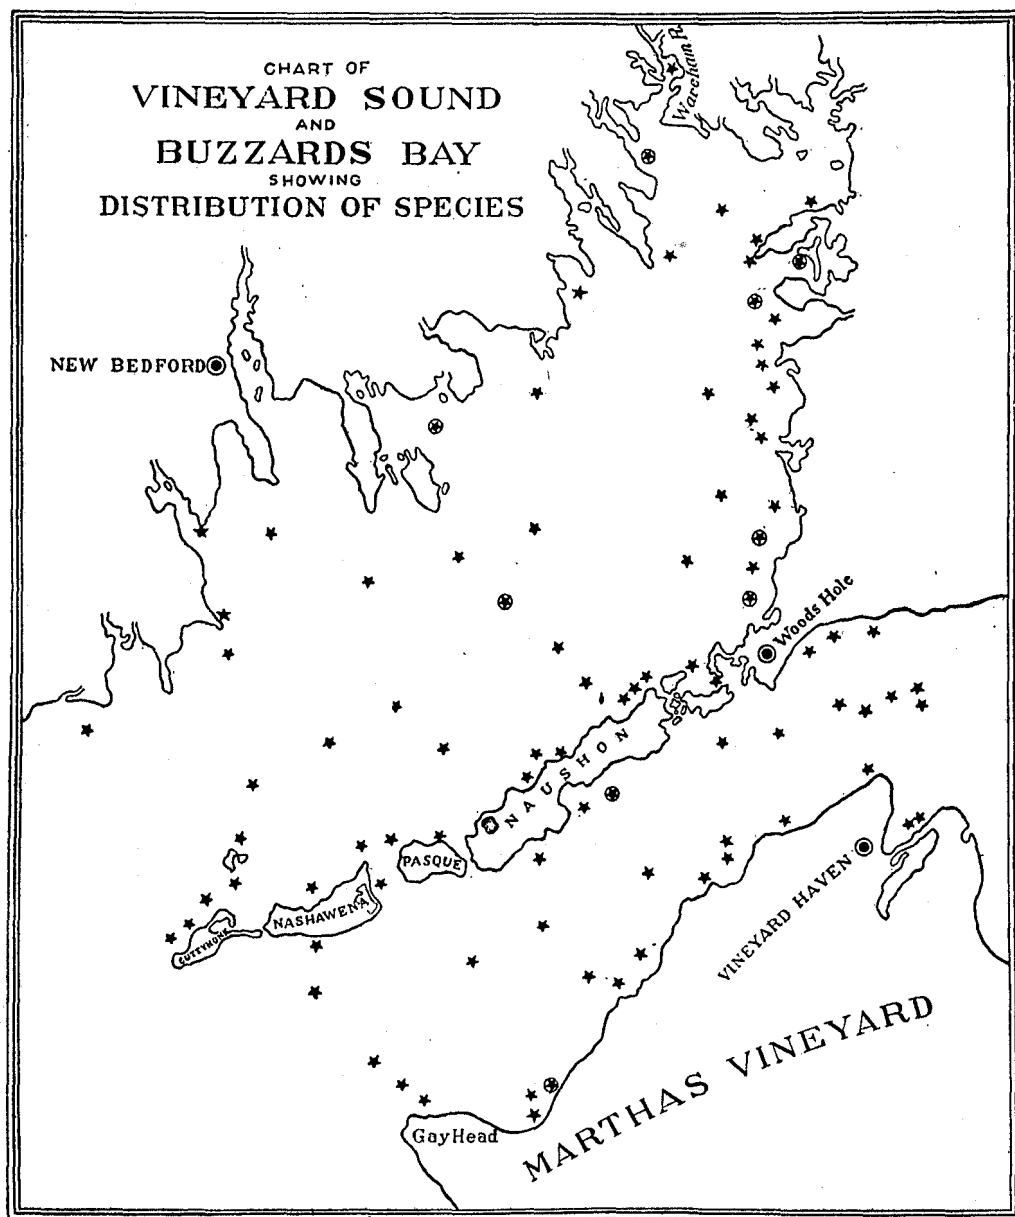 CHART OF
VINEYARD SOUND
AND
BUZZARDS BAY
SHOWING
DISTRIBUTION OF SPECIES
Wareham R.
NEW BEDFORD
Woods Hole
NAUSHON
PASQUE
NASHAWENA
CUTTYHUNK
VINEYARD HAVEN
MARTHAS VINEYARD
Gay Head